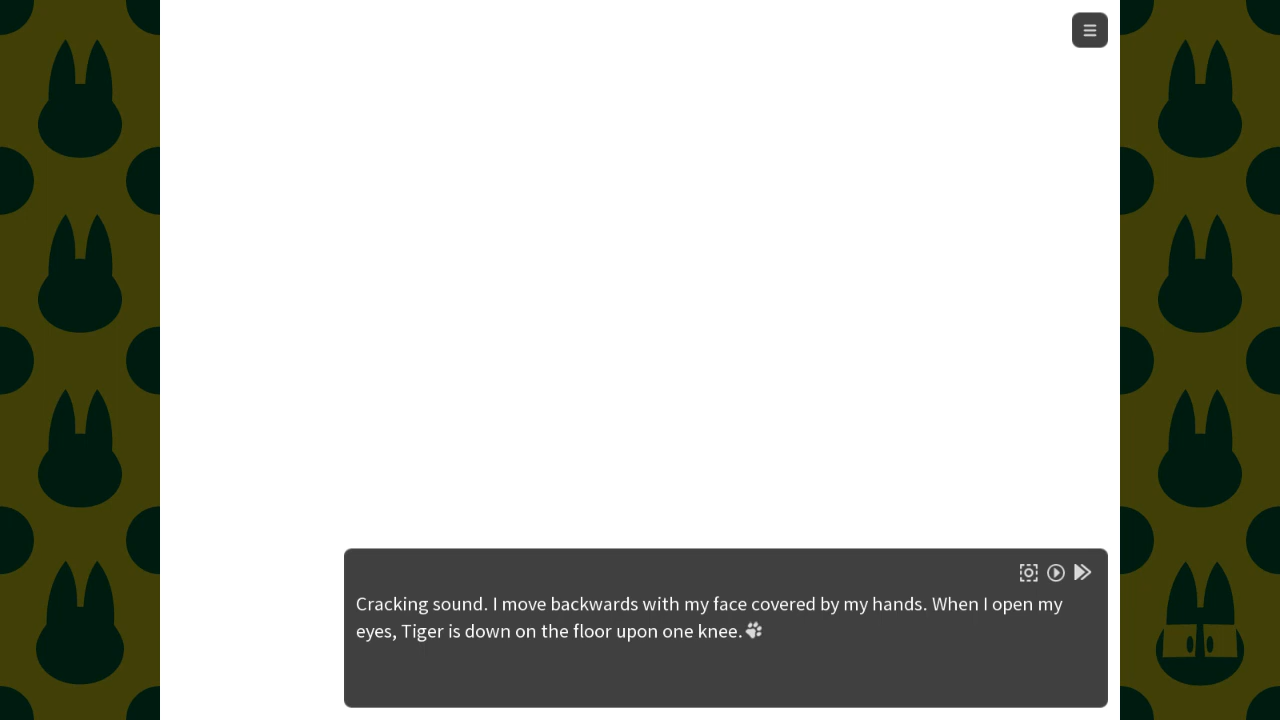 Cracking sound. I move backwards with my face covered by my hands. When I open my
eyes, Tiger is down on the floor upon one knee.